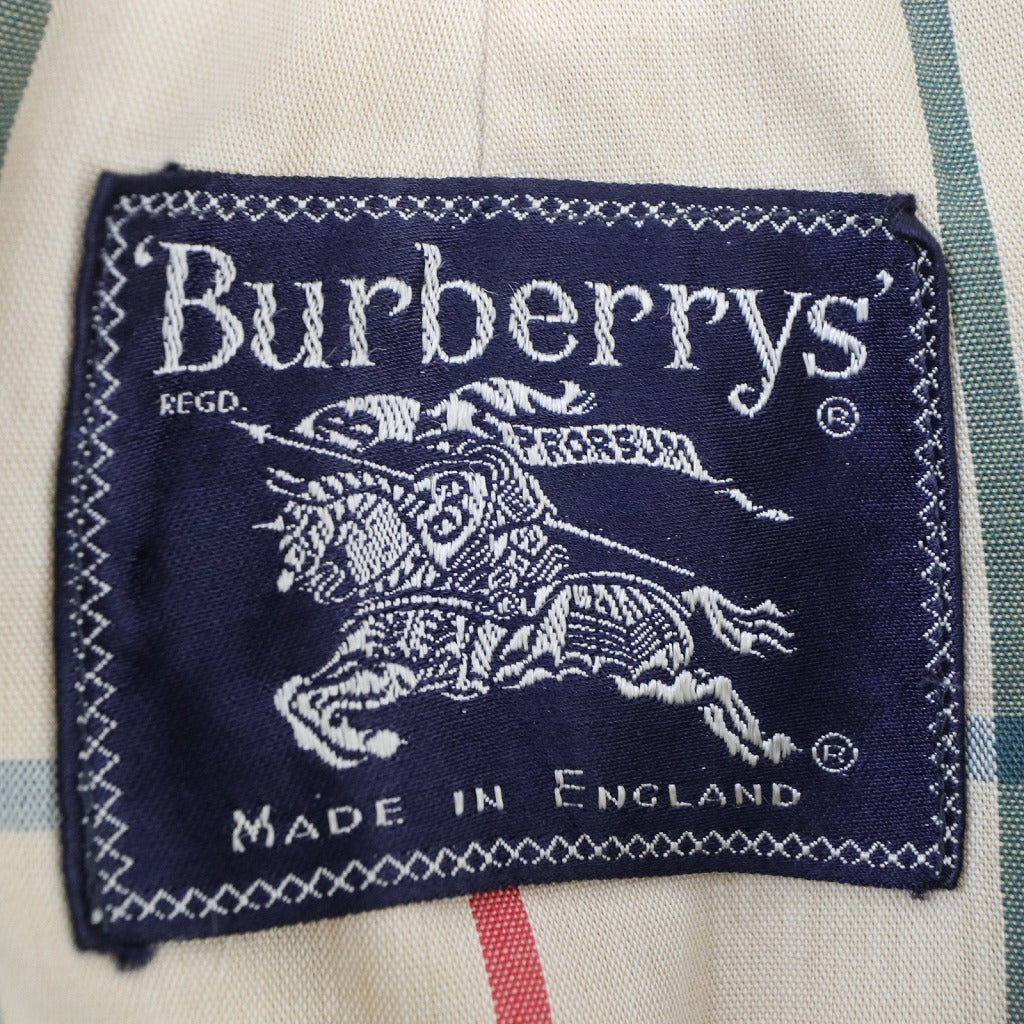 'Burberrys'
REGD. ®
PRORSUM
®
MADE IN ENGLAND